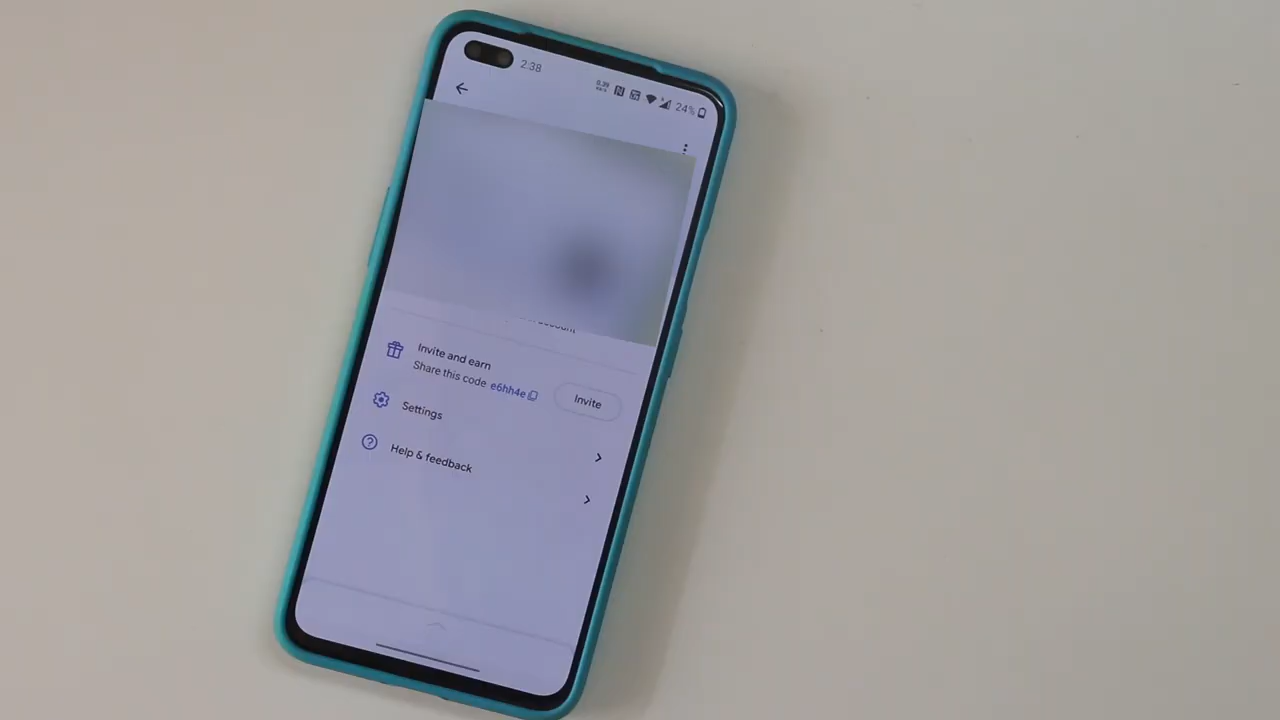 2:38
24%
Invite and earn
Share this code e6hh4e
Invite
Settings
Help & feedback